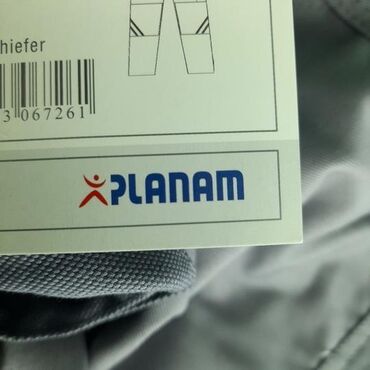 hiefer
3 067261
PLANAM